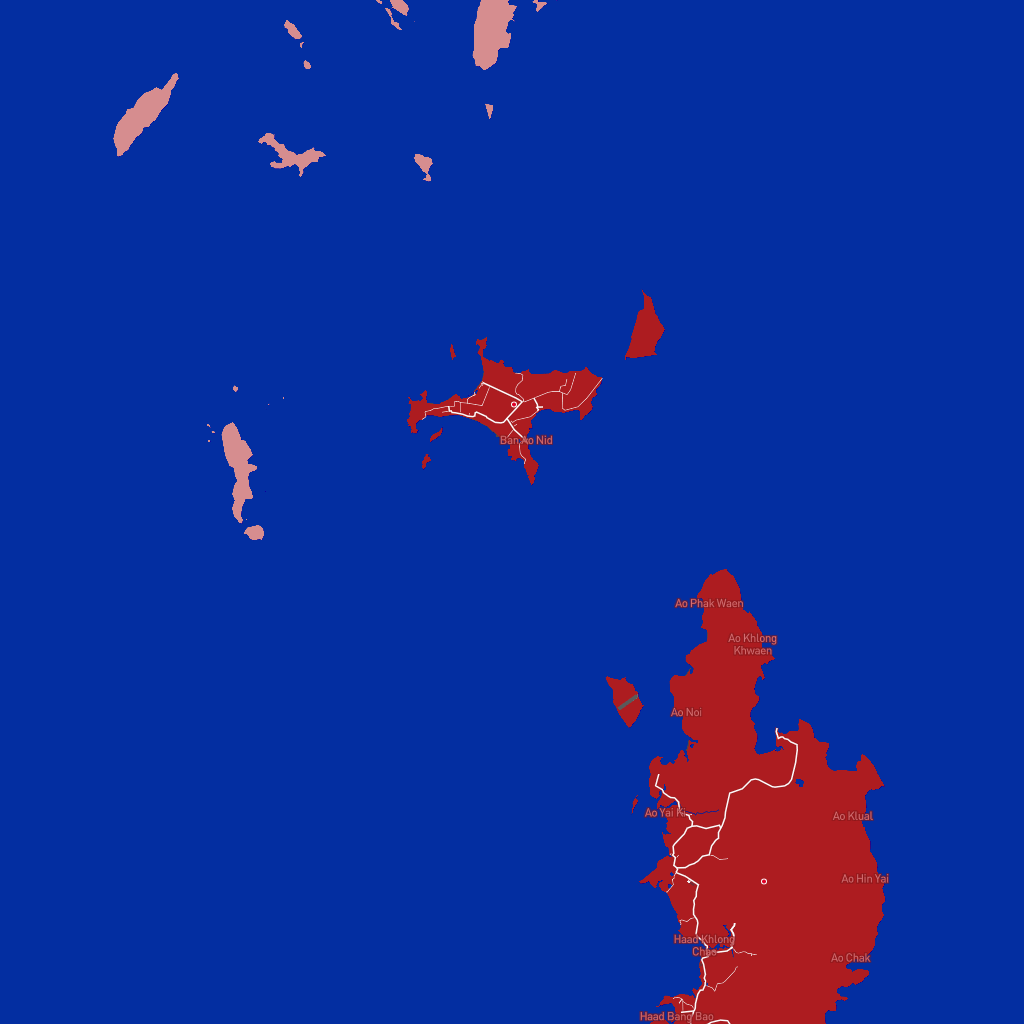 Ban Ao Nid
Ao Phak Waen
Ao Khlong
Khwaen
Ao Noi
Ao Yai Ki
Ao Klual
Ao Hin Yai
Haad Khlong
Chao
Ao Chak
Haad Bang Bao